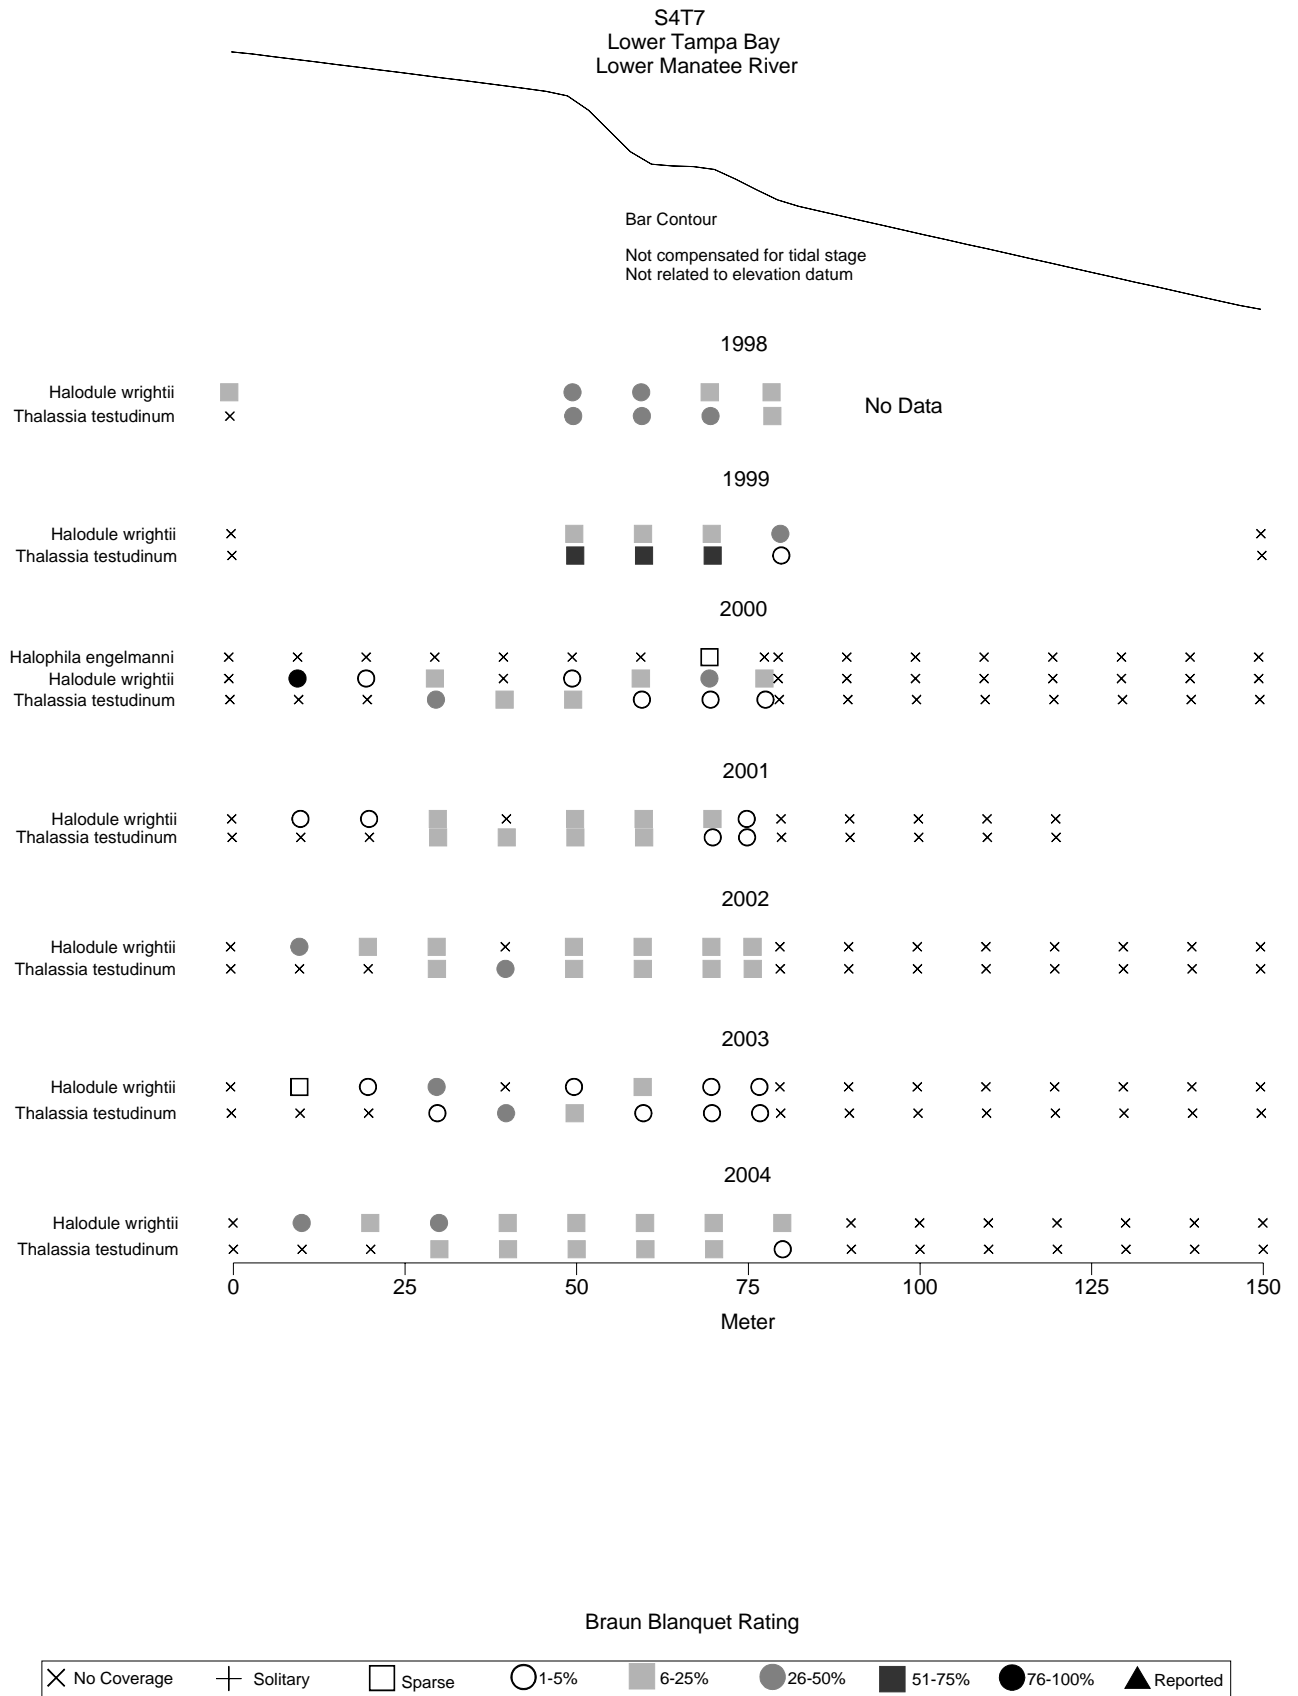 S4T7
Lower Tampa Bay
Lower Manatee River
Bar Contour
Not compensated for tidal stage
Not related to elevation datum
1998
Halodule wrightii
Thalassia testudinum
No Data
1999
Halodule wrightii
Thalassia testudinum
2000
Halophila engelmanni
Halodule wrightii
Thalassia testudinum
2001
Halodule wrightii
Thalassia testudinum
2002
Halodule wrightii
Thalassia testudinum
2003
Halodule wrightii
Thalassia testudinum
2004
Halodule wrightii
Thalassia testudinum
0 25 50 75 100 125 150
Meter
Braun Blanquet Rating
No Coverage Solitary Sparse 1-5% 6-25% 26-50% 51-75% 76-100% Reported